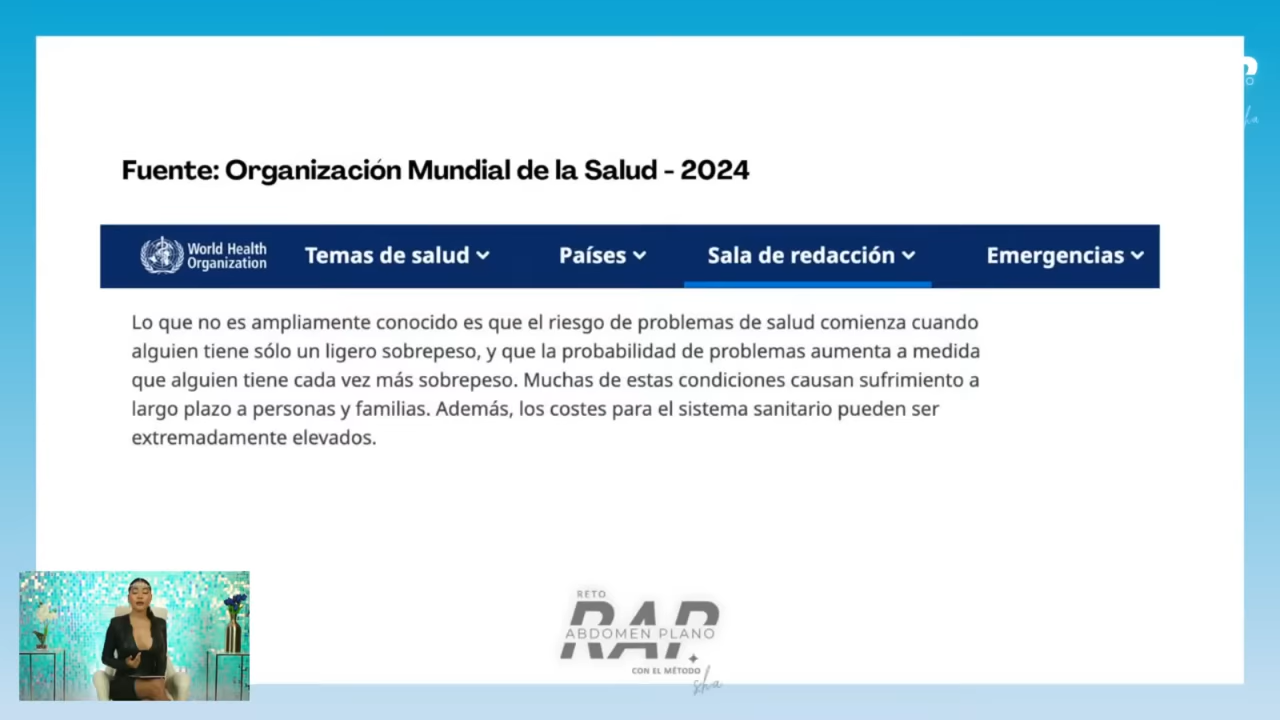 Fuente: Organización Mundial de la Salud - 2024
World Health
Organization
Temas de salud
Países
Sala de redacción
Emergencias
Lo que no es ampliamente conocido es que el riesgo de problemas de salud comienza cuando
alguien tiene sólo un ligero sobrepeso, y que la probabilidad de problemas aumenta a medida
que alguien tiene cada vez más sobrepeso. Muchas de estas condiciones causan sufrimiento a
largo plazo a personas y familias. Además, los costes para el sistema sanitario pueden ser
extremadamente elevados.
RETO
RAP
ABDOMEN PLANO
CON EL MÉTODO
sha